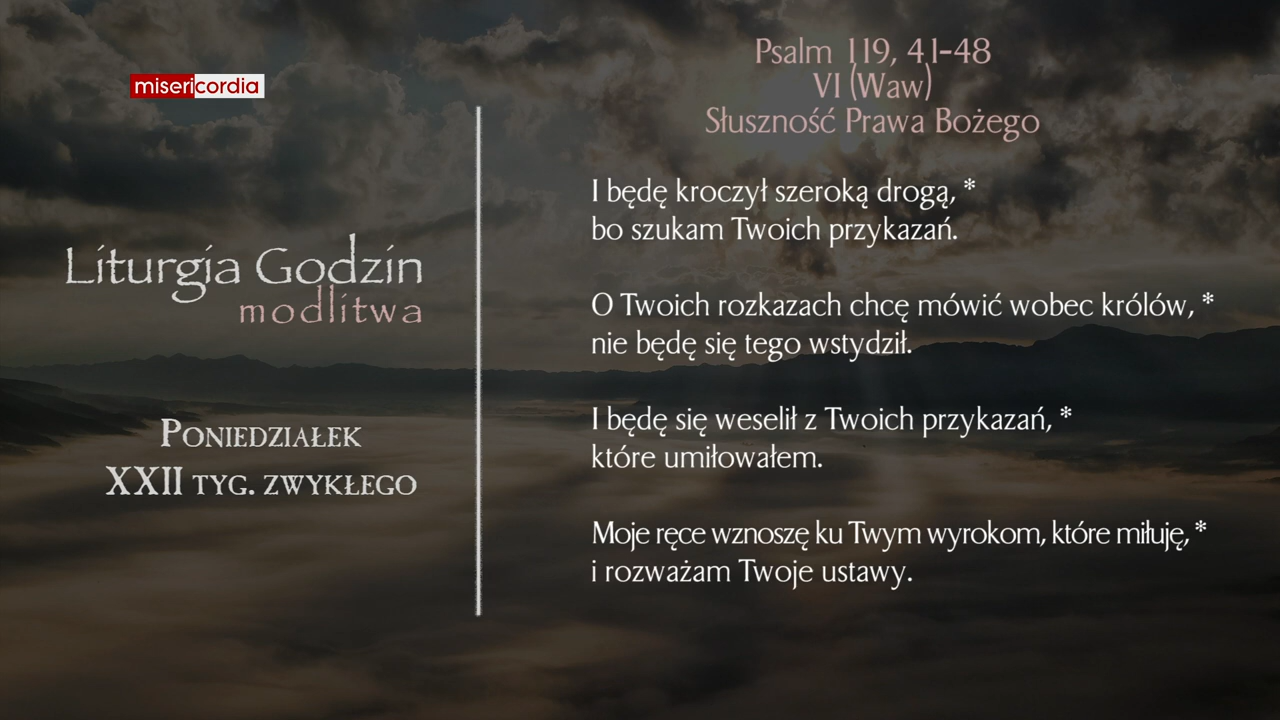 misericordia
Liturgia Godzin
modlitwa
Poniedziałek
XXII tyg. zwykłego
Psalm 119, 41-48
VI (Waw)
Słuszność Prawa Bożego
I będę kroczył szeroką drogą, *
bo szukam Twoich przykazań.
O Twoich rozkazach chcę mówić wobec królów, *
nie będę się tego wstydził.
I będę się weselił z Twoich przykazań, *
które umiłowałem.
Moje ręce wznoszę ku Twym wyrokom, które miłuję, *
i rozważam Twoje ustawy.